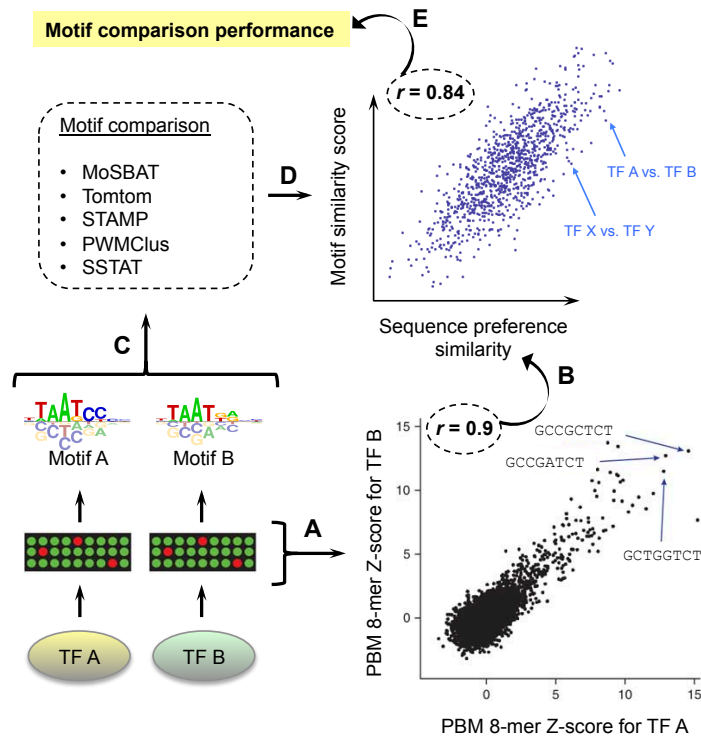 E
Motif comparison performance
r = 0.84
Motif comparison
• MoSBAT
• Tomtom
• STAMP
• PWMClus
• SSTAT
D
Motif similarity score
TF A vs. TF B
TF X vs. TF Y
Sequence preference
similarity
C
B
TAATCC
Motif A
TAAT
Motif B
r = 0.9
GCCGCTCT
GCCGATCT
GCTGGTCT
A
PBM 8-mer Z-score for TF B
15
10
5
0
0
5
10
15
PBM 8-mer Z-score for TF A
TF A
TF B